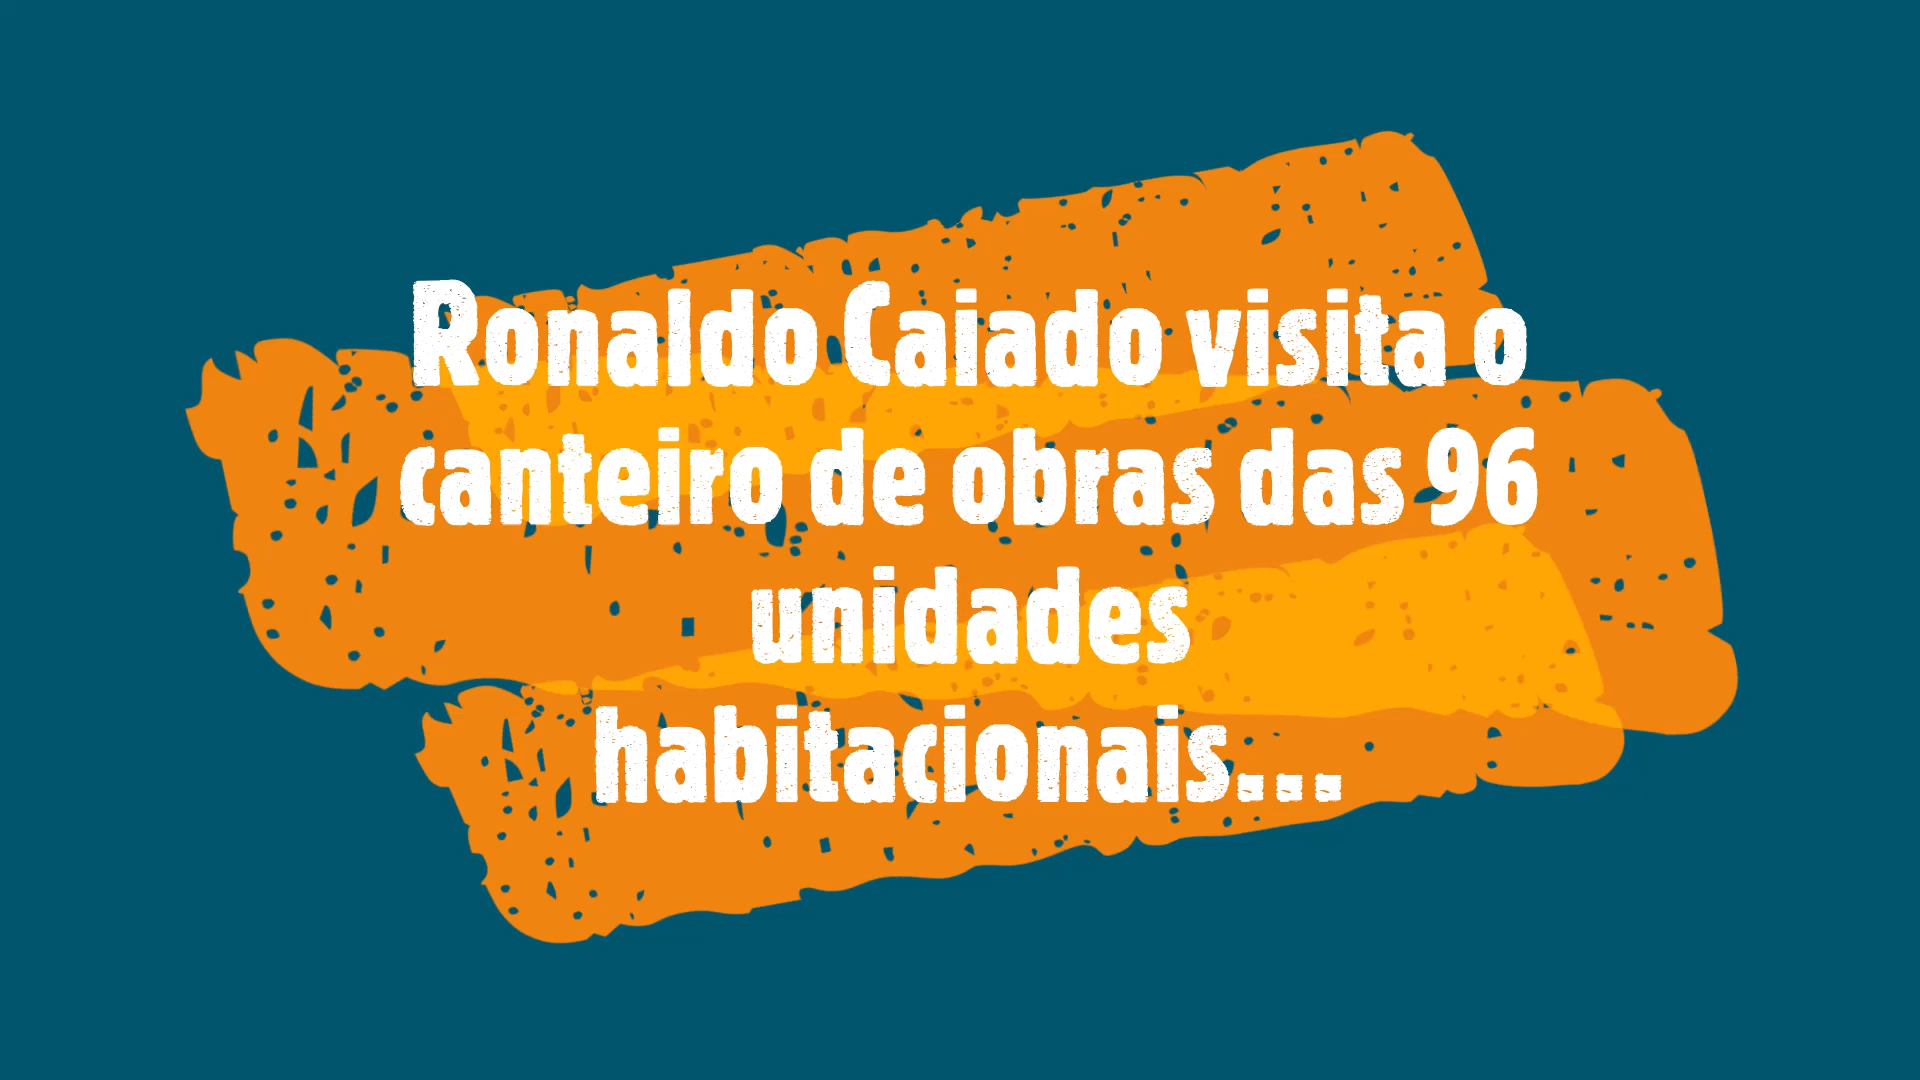 Ronaldo Caiado visita o
canteiro de obras das 96
unidades
habitacionais...